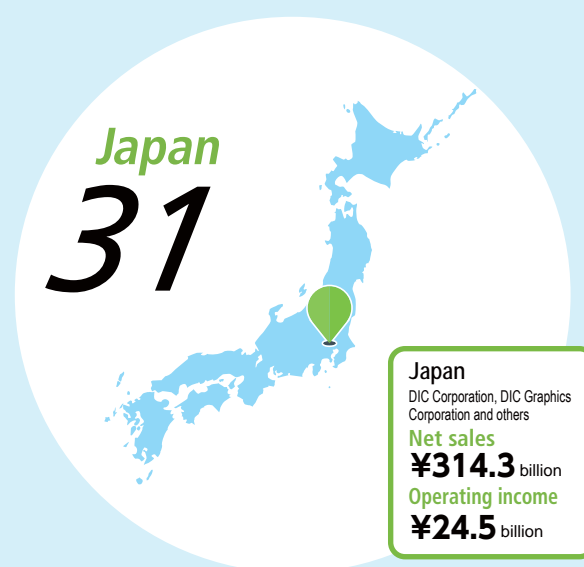 Japan
31
Japan
DIC Corporation, DIC Graphics
Corporation and others
Net sales
¥314.3 billion
Operating income
¥24.5 billion